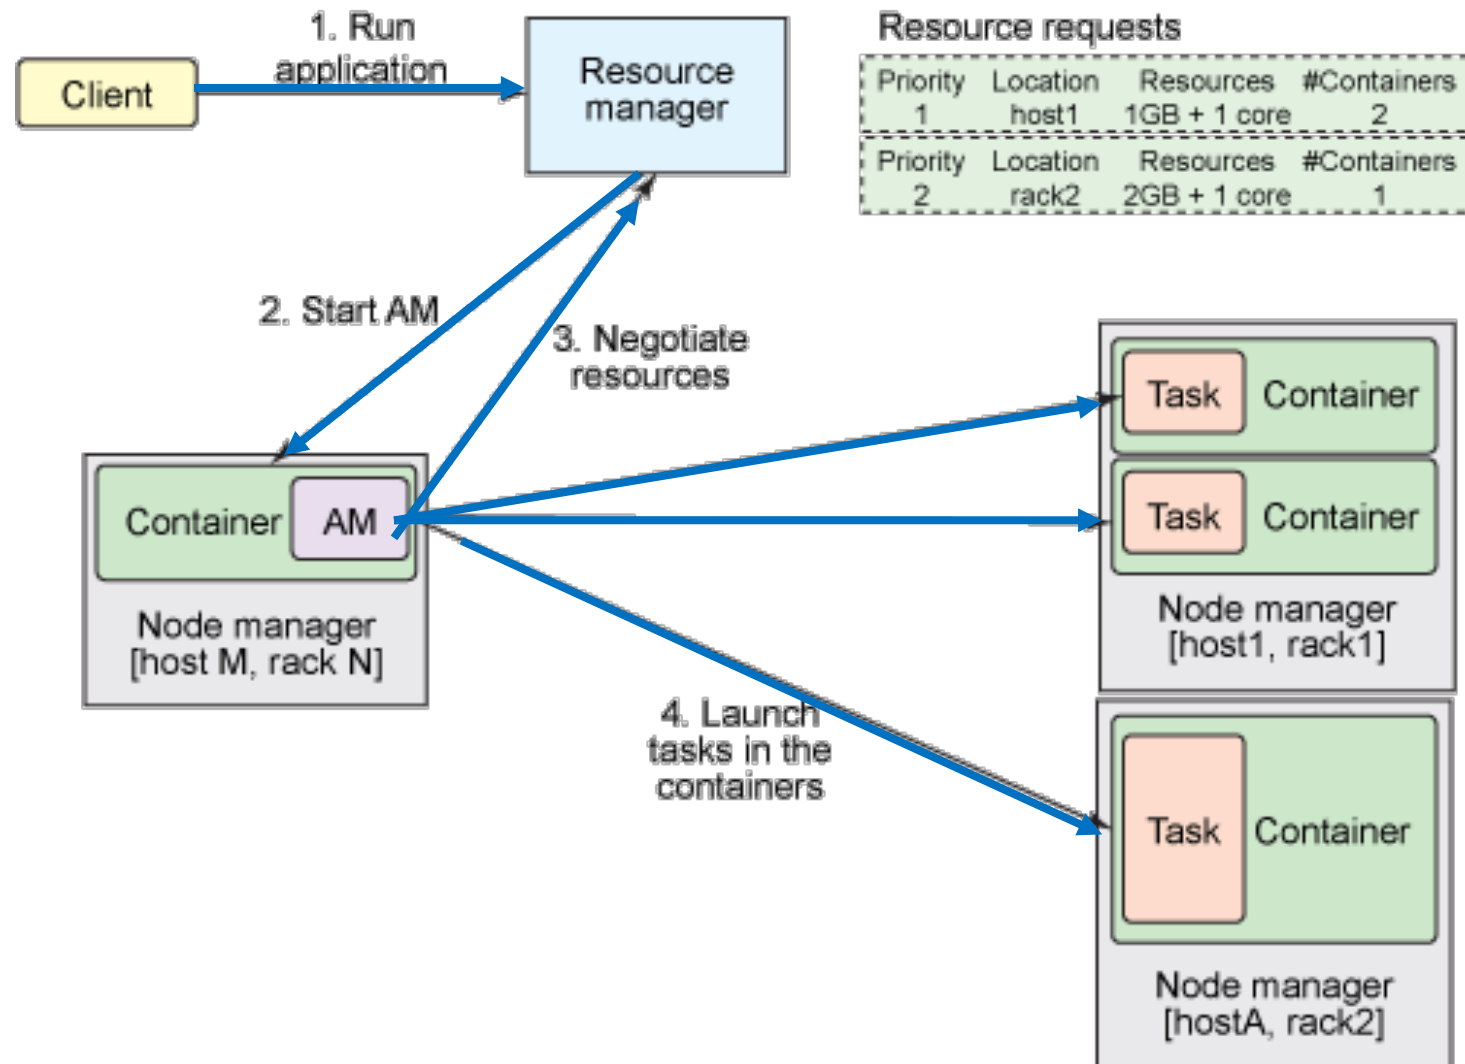 1. Run
application
Client
Resource
manager
Resource requests
Priority Location Resources #Containers
1 host1 1GB + 1 core 2
Priority Location Resources #Containers
2 rack2 2GB + 1 core 1
2. Start AM
3. Negotiate
resources
Container AM
Node manager
[host M, rack N]
Task Container
Task Container
Node manager
[host1, rack1]
4. Launch
tasks in the
containers
Task Container
Node manager
[hostA, rack2]